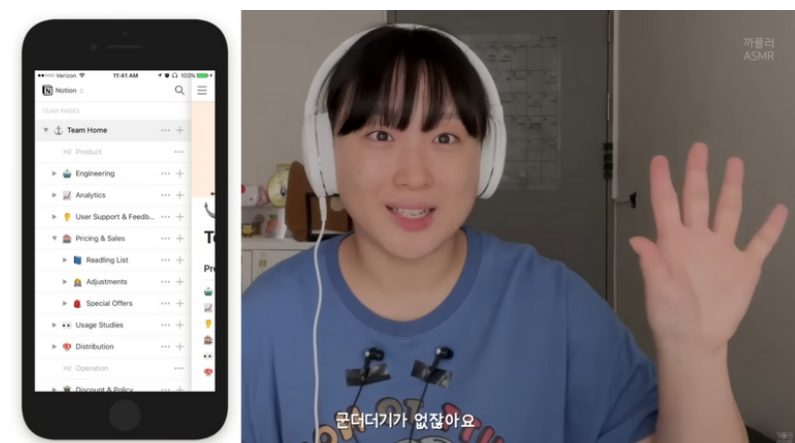 Verizon 11:41 AM 100%
Notion
TEAM PAGES
Team Home
H2 Product
Engineering
Analytics
User Support & Feedb...
Pricing & Sales
Readling List
Adjustments
Special Offers
Usage Studies
Distribution
H2 Operation
Discount & Policy
까플러
ASMR
군더더기가 없잖아요